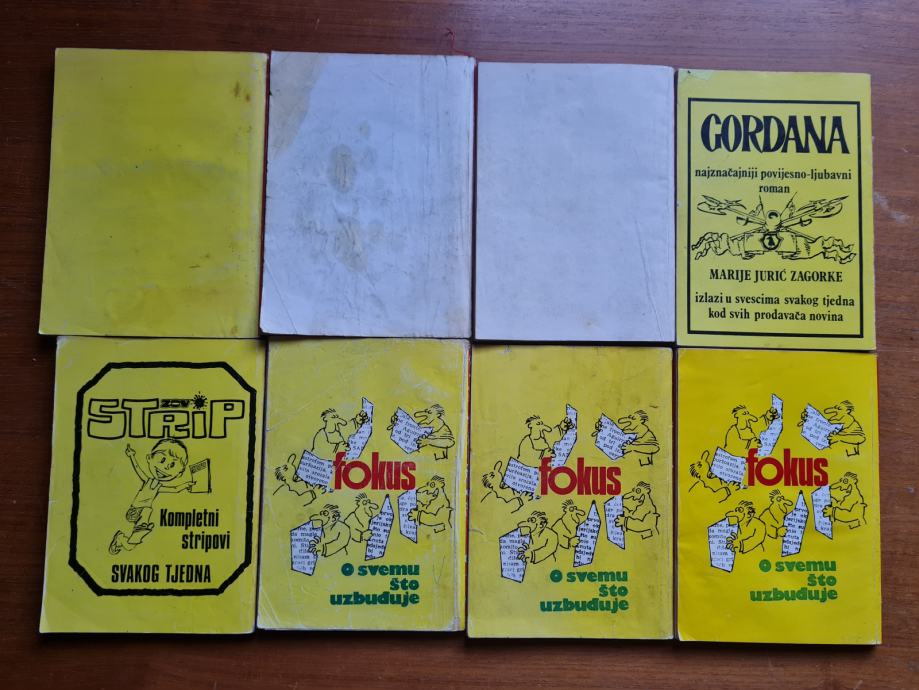 GORDANA
najznačajniji povijesno-ljubavni
roman
MARIJE JURIĆ ZAGORKE
izlazi u svescima svakog tjedna
kod svih prodavača novina
ZOV
STRIP
Kompletni
stripovi
SVAKOG TJEDNA
fokus
O svemu
što
uzbuđuje
fokus
O svemu
što
uzbuđuje
fokus
O svemu
što
uzbuđuje